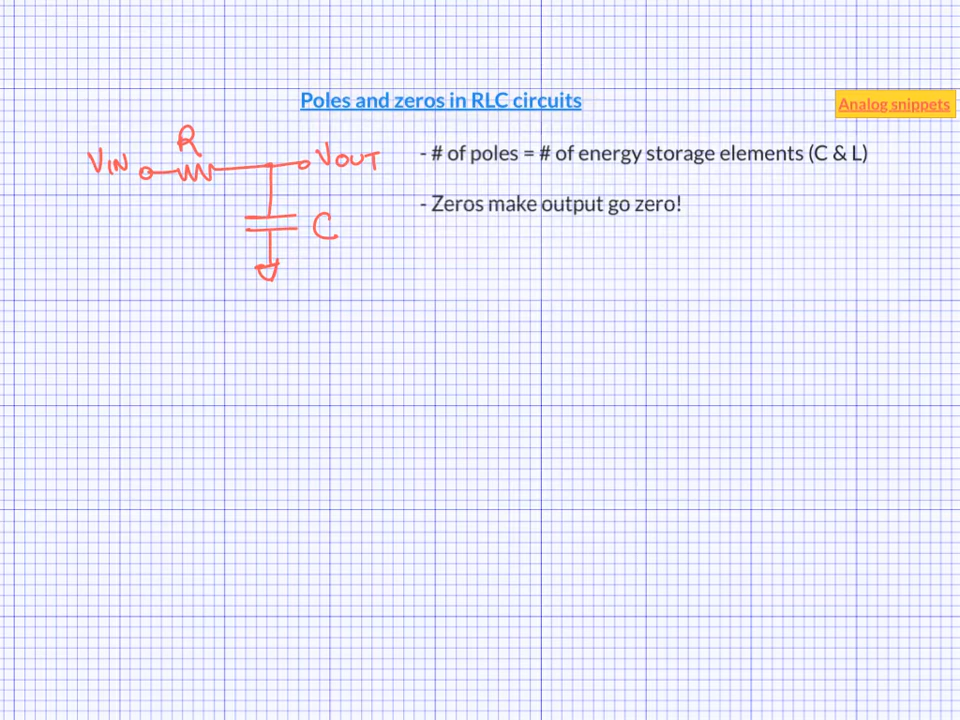 Poles and zeros in RLC circuits
Analog snippets
R
VIN
VOUT
- # of poles = # of energy storage elements (C & L)
- Zeros make output go zero!
C